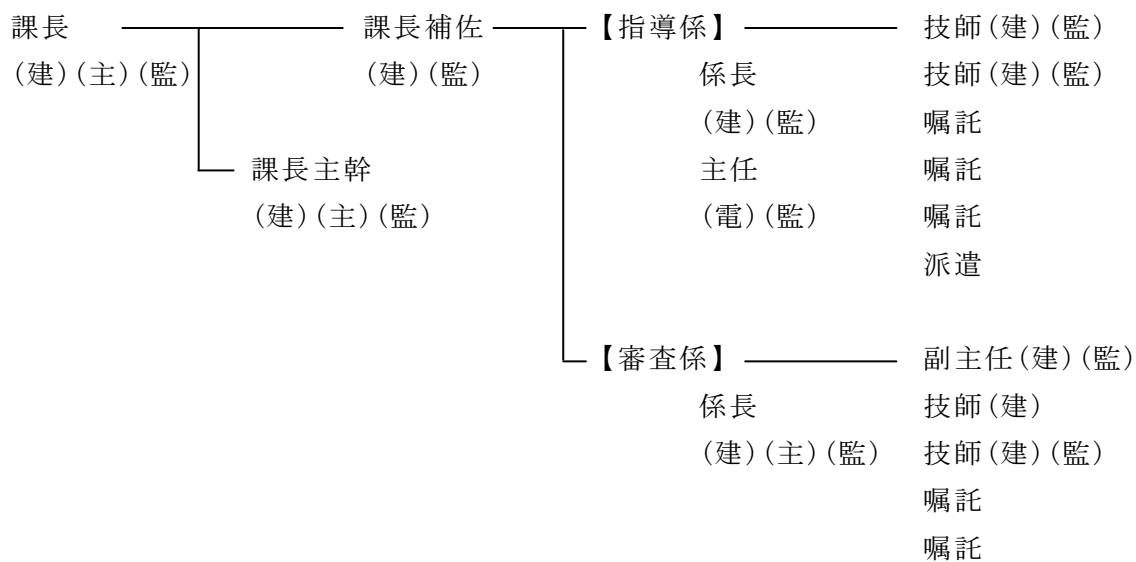 課長 課長補佐 【指導係】 技師(建)(監)
(建)(主)(監) (建)(監) 係長 技師(建)(監)
(建)(監) 嘱託
課長主幹 主任 嘱託
(建)(主)(監) (電)(監) 嘱託
派遣
【審査係】 副主任(建)(監)
係長 技師(建)
(建)(主)(監) 技師(建)(監)
嘱託
嘱託